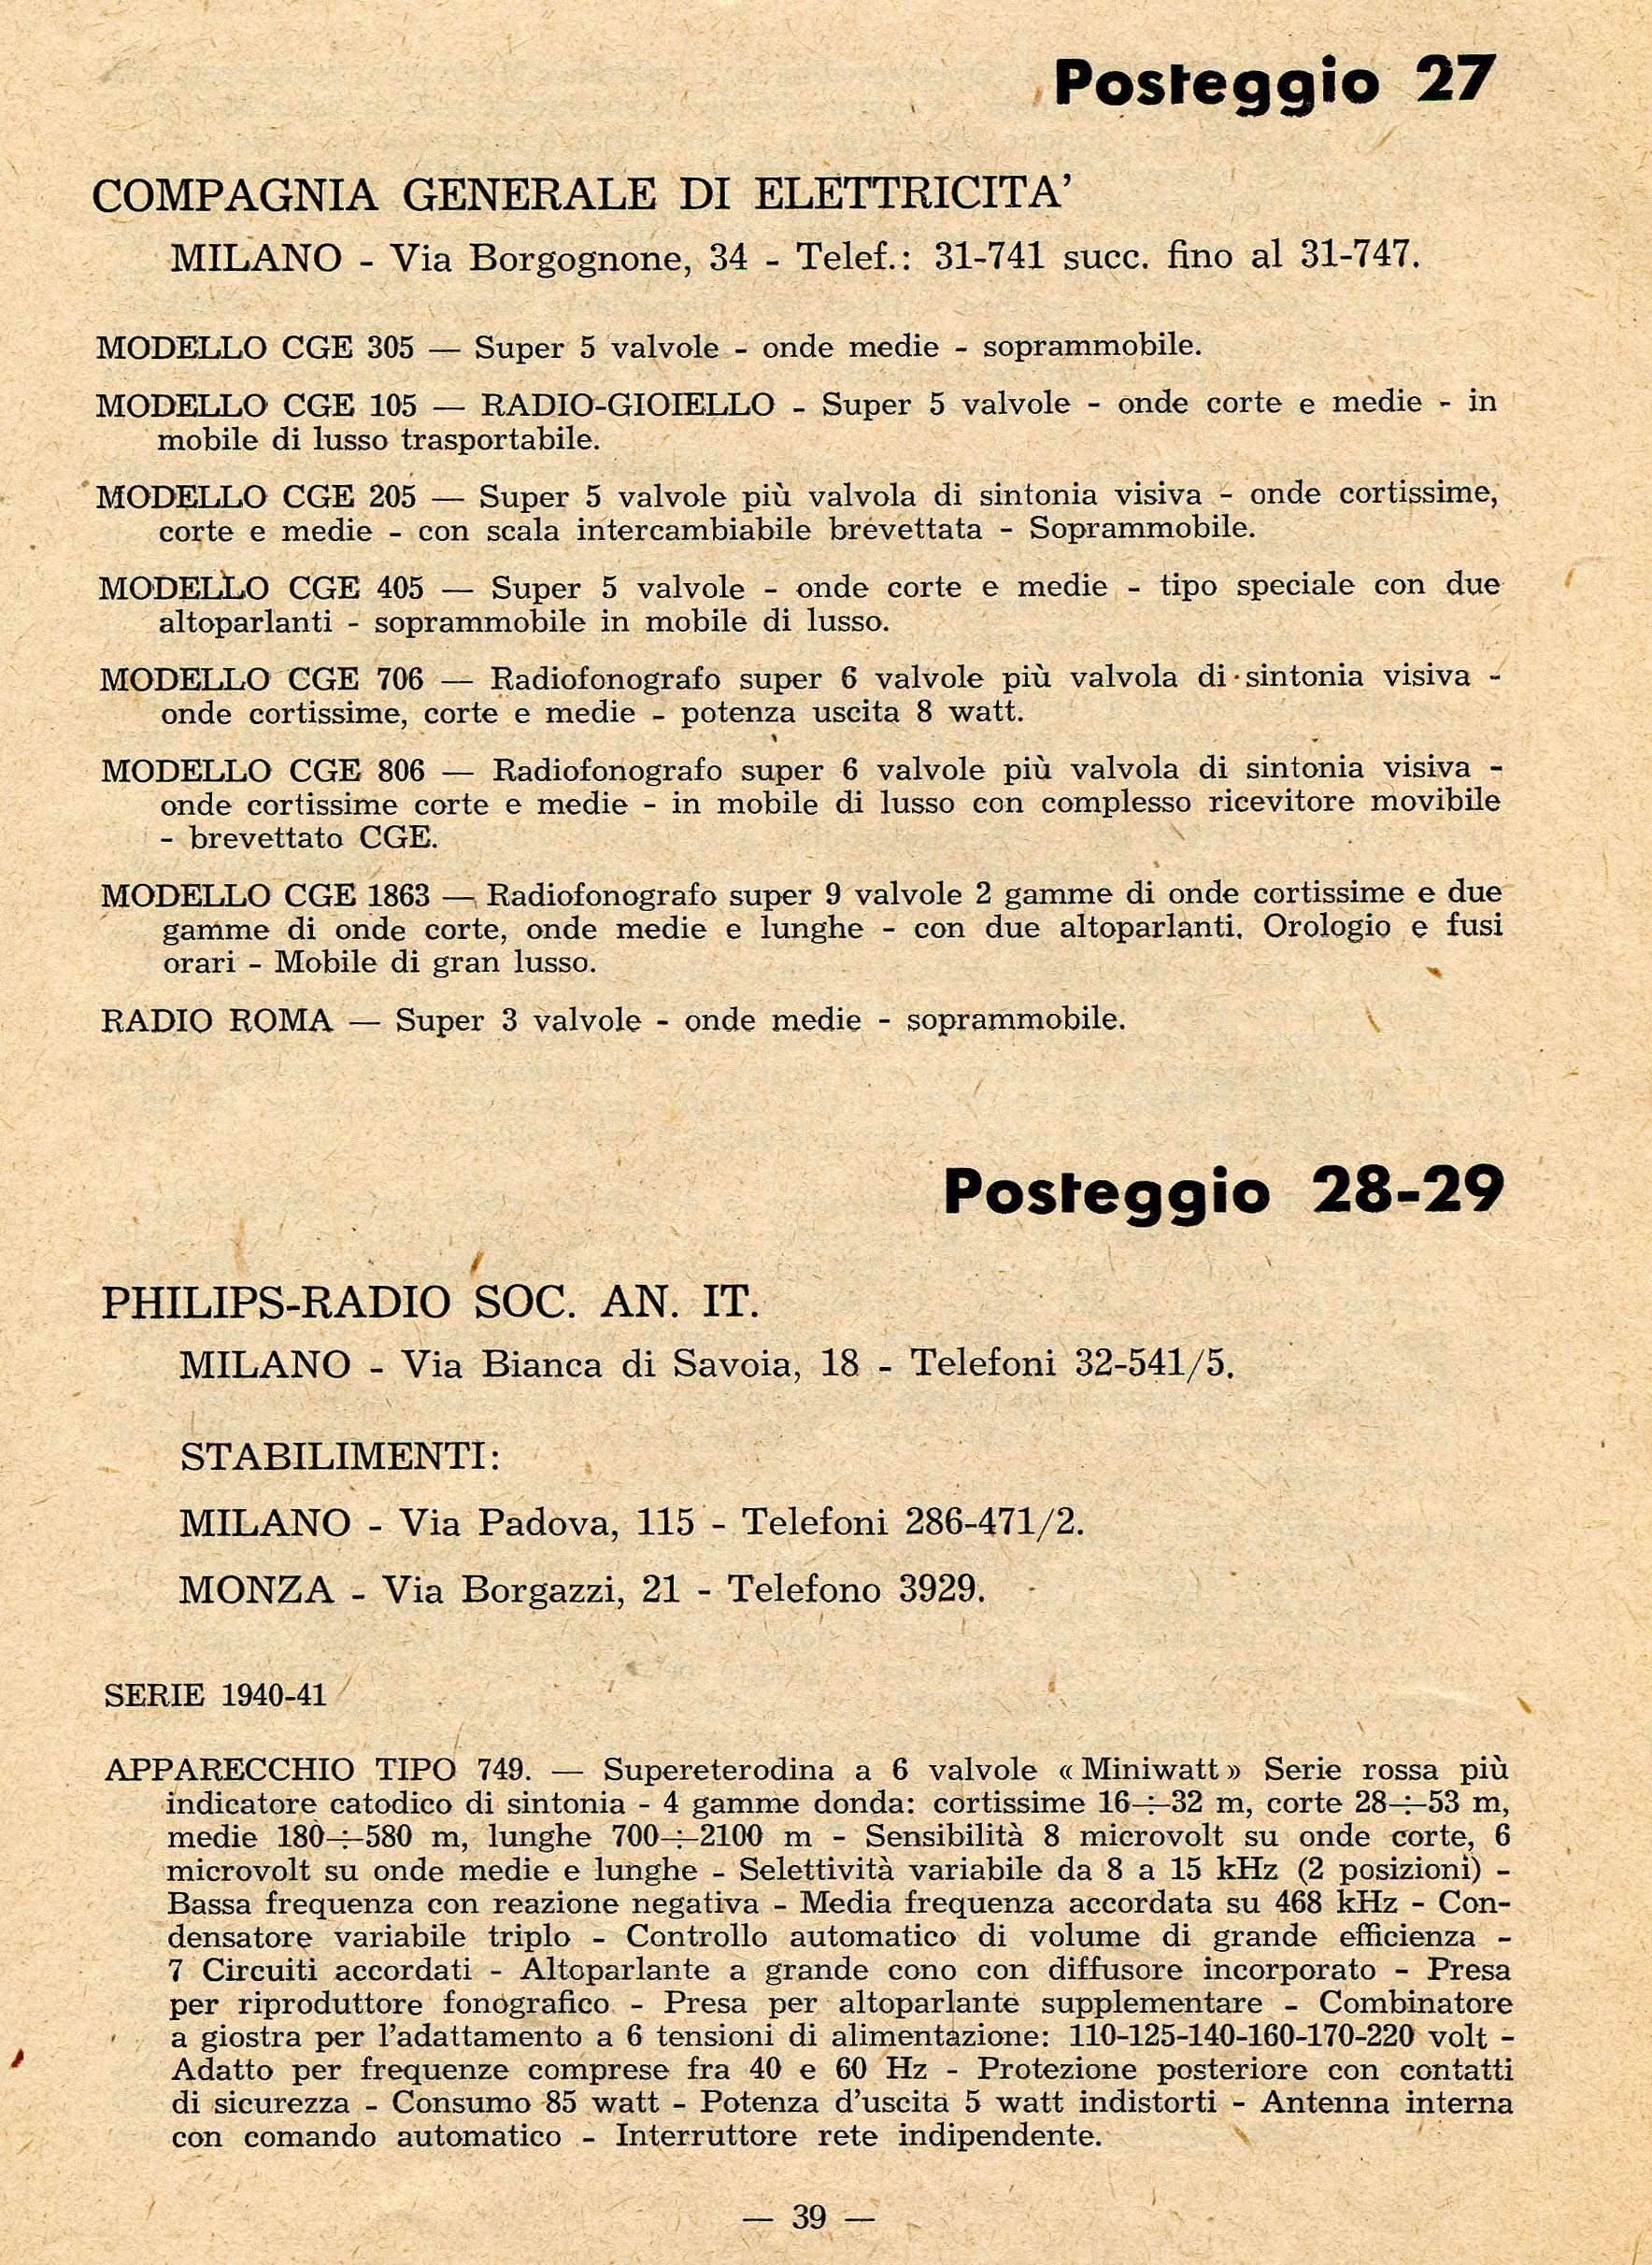 Posteggio 27
COMPAGNIA GENERALE DI ELETTRICITA'
MILANO - Via Borgognone, 34 - Telef.: 31-741 succ. fino al 31-747.
MODELLO CGE 305 — Super 5 valvole - onde medie - soprammobile.
MODELLO CGE 105 — RADIO-GIOIELLO - Super 5 valvole - onde corte e medie - in
mobile di lusso trasportabile.
MODELLO CGE 205 — Super 5 valvole più valvola di sintonia visiva - onde cortissime,
corte e medie - con scala intercambiabile brevettata - Soprammobile.
MODELLO CGE 405 — Super 5 valvole - onde corte e medie - tipo speciale con due
altoparlanti - soprammobile in mobile di lusso.
MODELLO CGE 706 — Radiofonografo super 6 valvole più valvola di sintonia visiva -
onde cortissime, corte e medie - potenza uscita 8 watt.
MODELLO CGE 806 — Radiofonografo super 6 valvole più valvola di sintonia visiva -
onde cortissime corte e medie - in mobile di lusso con complesso ricevitore movibile
- brevettato CGE.
MODELLO CGE 1863 — Radiofonografo super 9 valvole 2 gamme di onde cortissime e due
gamme di onde corte, onde medie e lunghe - con due altoparlanti. Orologio e fusi
orari - Mobile di gran lusso.
RADIO ROMA — Super 3 valvole - onde medie - soprammobile.
Posteggio 28-29
PHILIPS-RADIO SOC. AN. IT.
MILANO - Via Bianca di Savoia, 18 - Telefoni 32-541/5.
STABILIMENTI:
MILANO - Via Padova, 115 - Telefoni 286-471/2.
MONZA - Via Borgazzi, 21 - Telefono 3929.
SERIE 1940-41
APPARECCHIO TIPO 749. — Supereterodina a 6 valvole « Miniwatt » Serie rossa più
indicatore catodico di sintonia - 4 gamme donda: cortissime 16÷32 m, corte 28÷53 m,
medie 180÷580 m, lunghe 700÷2100 m - Sensibilità 8 microvolt su onde corte, 6
microvolt su onde medie e lunghe - Selettività variabile da 8 a 15 kHz (2 posizioni) -
Bassa frequenza con reazione negativa - Media frequenza accordata su 468 kHz - Con-
densatore variabile triplo - Controllo automatico di volume di grande efficienza -
7 Circuiti accordati - Altoparlante a grande cono con diffusore incorporato - Presa
per riproduttore fonografico - Presa per altoparlante supplementare - Combinatore
a giostra per l'adattamento a 6 tensioni di alimentazione: 110-125-140-160-170-220 volt -
Adatto per frequenze comprese fra 40 e 60 Hz - Protezione posteriore con contatti
di sicurezza - Consumo 85 watt - Potenza d'uscita 5 watt indistorti - Antenna interna
con comando automatico - Interruttore rete indipendente.
— 39 —